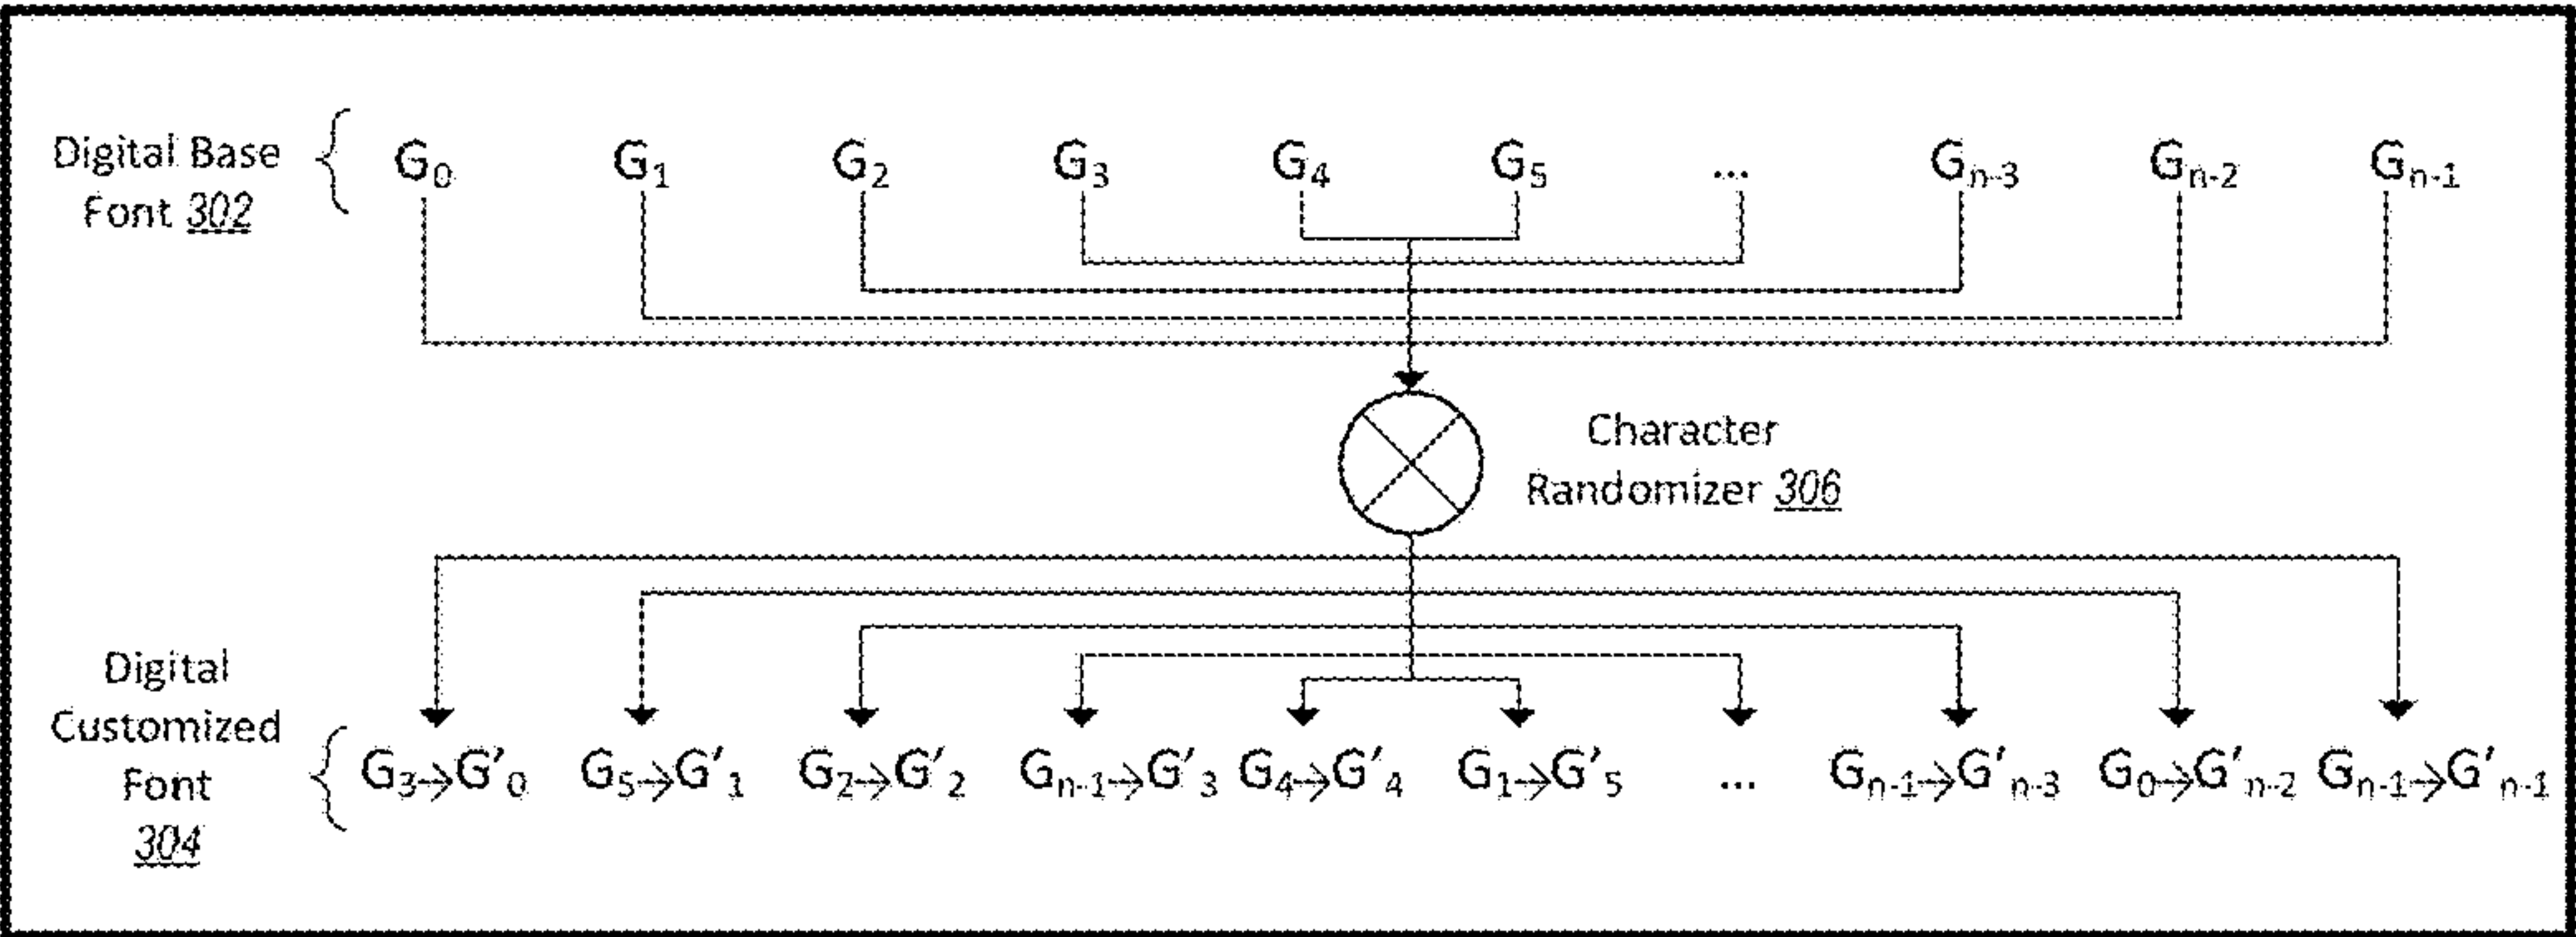 Digital Base
Font 302
G₀ G₁ G₂ G₃ G₄ G₅ ... Gₙ₋₃ Gₙ₋₂ Gₙ₋₁
Character
Randomizer 306
Digital
Customized
Font
304
G₃→G′₀ G₅→G′₁ G₂→G′₂ Gₙ₋₁→G′₃ G₄→G′₄ G₁→G′₅ ... Gₙ₋₁→G′ₙ₋₃ G₀→G′ₙ₋₂ Gₙ₋₁→G′ₙ₋₁